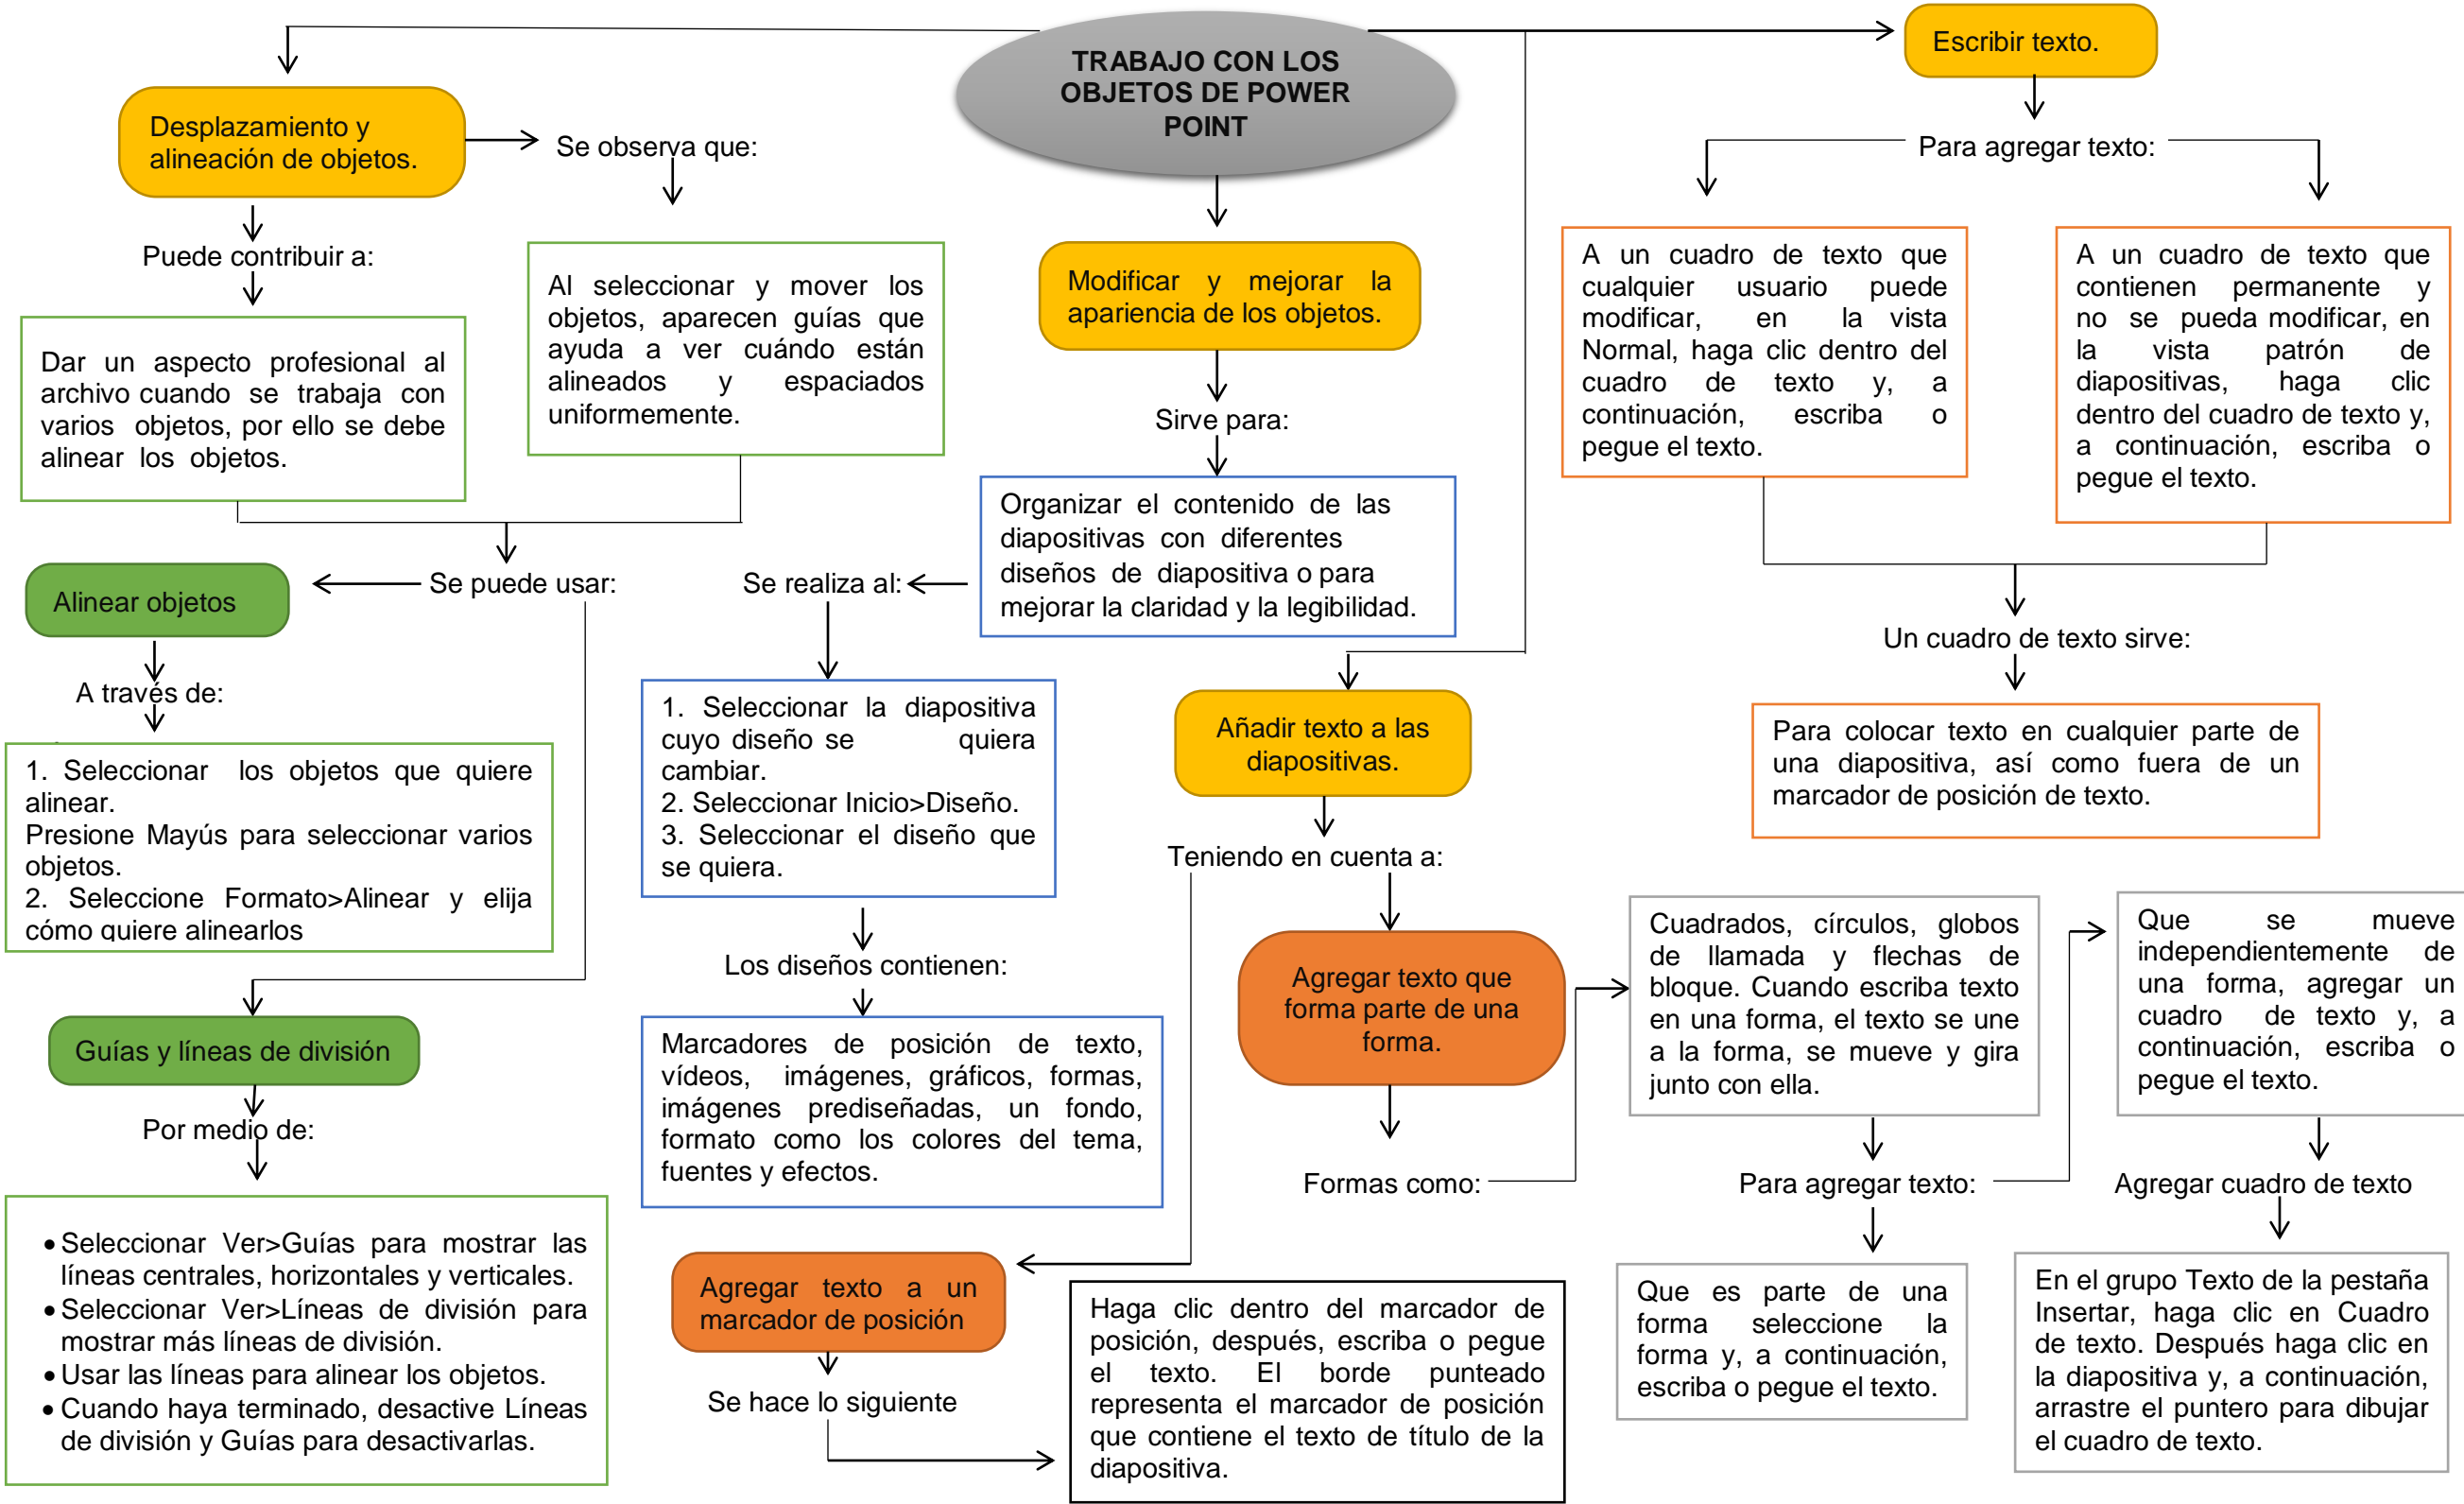 TRABAJO CON LOS
OBJETOS DE POWER
POINT
Desplazamiento y
alineación de objetos.
Se observa que:
Puede contribuir a:
Dar un aspecto profesional al
archivo cuando se trabaja con
varios objetos, por ello se debe
alinear los objetos.
Al seleccionar y mover los
objetos, aparecen guías que
ayuda a ver cuándo están
alineados y espaciados
uniformemente.
Se puede usar:
Alinear objetos
A través de:
1. Seleccionar los objetos que quiere
alinear.
Presione Mayús para seleccionar varios
objetos.
2. Seleccione Formato>Alinear y elija
cómo quiere alinearlos
Guías y líneas de división
Por medio de:
• Seleccionar Ver>Guías para mostrar las
líneas centrales, horizontales y verticales.
• Seleccionar Ver>Líneas de división para
mostrar más líneas de división.
• Usar las líneas para alinear los objetos.
• Cuando haya terminado, desactive Líneas
de división y Guías para desactivarlas.
Modificar y mejorar la
apariencia de los objetos.
Sirve para:
Organizar el contenido de las
diapositivas con diferentes
diseños de diapositiva o para
mejorar la claridad y la legibilidad.
Se realiza al:
1. Seleccionar la diapositiva
cuyo diseño se quiera
cambiar.
2. Seleccionar Inicio>Diseño.
3. Seleccionar el diseño que
se quiera.
Los diseños contienen:
Marcadores de posición de texto,
vídeos, imágenes, gráficos, formas,
imágenes prediseñadas, un fondo,
formato como los colores del tema,
fuentes y efectos.
Añadir texto a las
diapositivas.
Teniendo en cuenta a:
Agregar texto que
forma parte de una
forma.
Formas como:
Cuadrados, círculos, globos
de llamada y flechas de
bloque. Cuando escriba texto
en una forma, el texto se une
a la forma, se mueve y gira
junto con ella.
Para agregar texto:
Que es parte de una
forma seleccione la
forma y, a continuación,
escriba o pegue el texto.
Que se mueve
independientemente de
una forma, agregar un
cuadro de texto y, a
continuación, escriba o
pegue el texto.
Agregar cuadro de texto
En el grupo Texto de la pestaña
Insertar, haga clic en Cuadro
de texto. Después haga clic en
la diapositiva y, a continuación,
arrastre el puntero para dibujar
el cuadro de texto.
Agregar texto a un
marcador de posición
Se hace lo siguiente
Haga clic dentro del marcador de
posición, después, escriba o pegue
el texto. El borde punteado
representa el marcador de posición
que contiene el texto de título de la
diapositiva.
Escribir texto.
Para agregar texto:
A un cuadro de texto que
cualquier usuario puede
modificar, en la vista
Normal, haga clic dentro del
cuadro de texto y, a
continuación, escriba o
pegue el texto.
A un cuadro de texto que
contienen permanente y
no se pueda modificar, en
la vista patrón de
diapositivas, haga clic
dentro del cuadro de texto y,
a continuación, escriba o
pegue el texto.
Un cuadro de texto sirve:
Para colocar texto en cualquier parte de
una diapositiva, así como fuera de un
marcador de posición de texto.